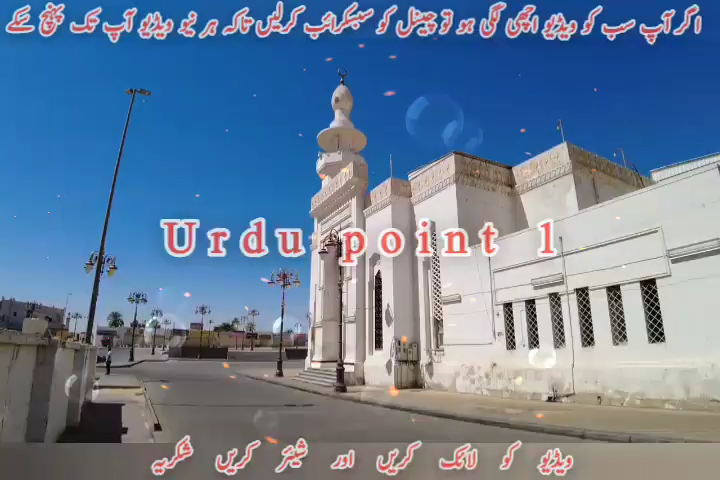 اگر آپ سب کو ویڈیو اچھی لگی ہو تو چینل کو سبسکرائب کرلیں تاکہ ہر نیو ویڈیو آپ تک پہنچ سکے
Urdu point 1
ویڈیو کو لائک کریں اور شیئر کریں شکریہ